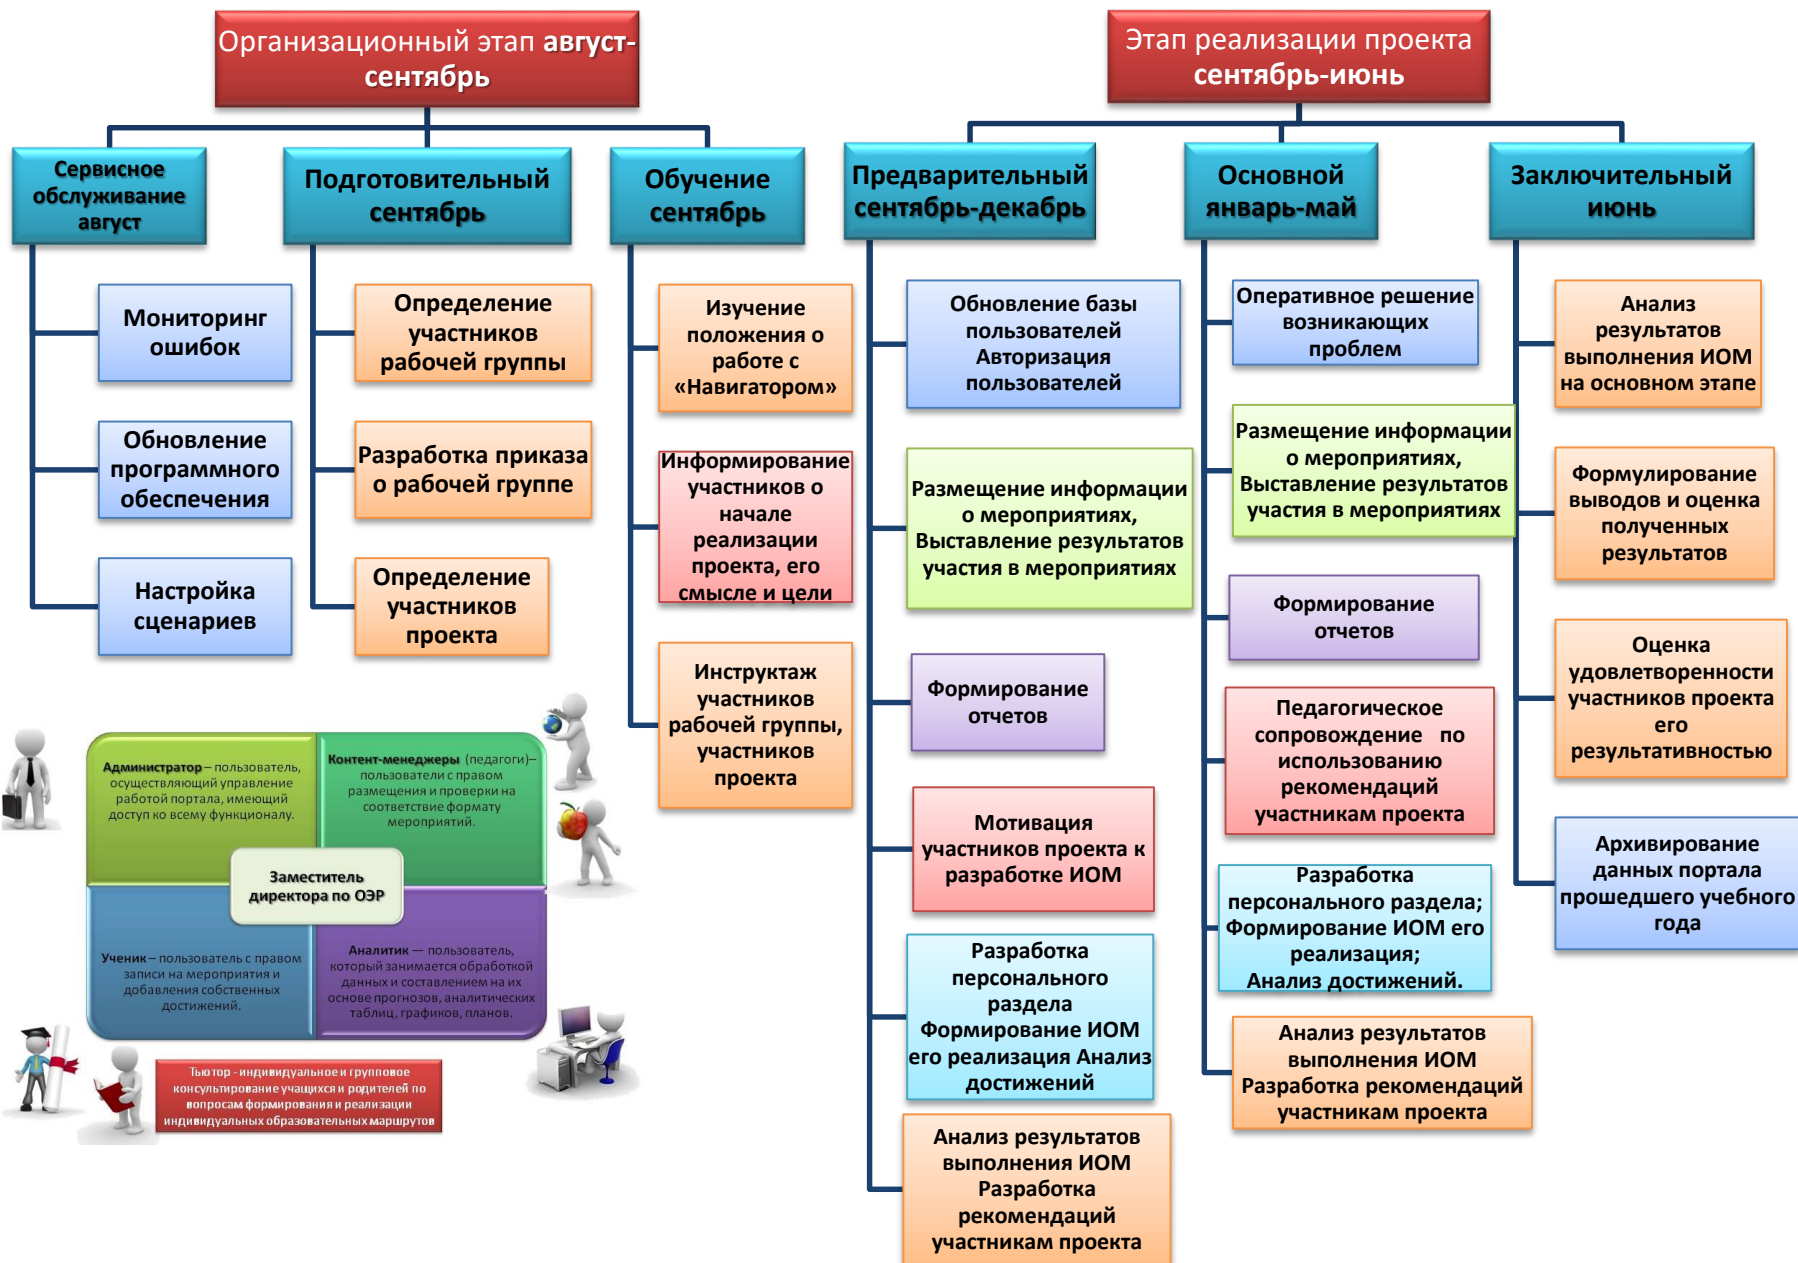 Организационный этап август-
сентябрь
Этап реализации проекта
сентябрь-июнь
Сервисное
обслуживание
август
Подготовительный
сентябрь
Обучение
сентябрь
Предварительный
сентябрь-декабрь
Основной
январь-май
Заключительный
июнь
Мониторинг
ошибок
Обновление
программного
обеспечения
Настройка
сценариев
Определение
участников
рабочей группы
Разработка приказа
о рабочей группе
Определение
участников
проекта
Изучение
положения о
работе с
«Навигатором»
Информирование
участников о
начале
реализации
проекта, его
смысле и цели
Инструктаж
участников
рабочей группы,
участников
проекта
Обновление базы
пользователей
Авторизация
пользователей
Размещение информации
о мероприятиях,
Выставление результатов
участия в мероприятиях
Формирование
отчетов
Мотивация
участников проекта к
разработке ИОМ
Разработка
персонального
раздела
Формирование ИОМ
его реализация Анализ
достижений
Анализ результатов
выполнения ИОМ
Разработка
рекомендаций
участникам проекта
Оперативное решение
возникающих
проблем
Размещение информации
о мероприятиях,
Выставление результатов
участия в мероприятиях
Формирование
отчетов
Педагогическое
сопровождение по
использованию
рекомендаций
участникам проекта
Разработка
персонального раздела;
Формирование ИОМ его
реализация;
Анализ достижений.
Анализ результатов
выполнения ИОМ
Разработка рекомендаций
участникам проекта
Анализ
результатов
выполнения ИОМ
на основном этапе
Формулирование
выводов и оценка
полученных
результатов
Оценка
удовлетворенности
участников проекта
его
результативностью
Архивирование
данных портала
прошедшего учебного
года
Администратор – пользователь,
осуществляющий управление
работой портала, имеющий
доступ ко всему функционалу.
Контент-менеджеры (педагоги)–
пользователи с правом
размещения и проверки на
соответствие формату
мероприятий.
Заместитель
директора по ОЭР
Ученик – пользователь с правом
записи на мероприятия и
добавления собственных
достижений.
Аналитик — пользователь,
который занимается обработкой
данных и составлением на их
основе прогнозов, аналитических
таблиц, графиков, планов.
Тьютор - индивидуальное и групповое
консультирование учащихся и родителей по
вопросам формирования и реализации
индивидуальных образовательных маршрутов